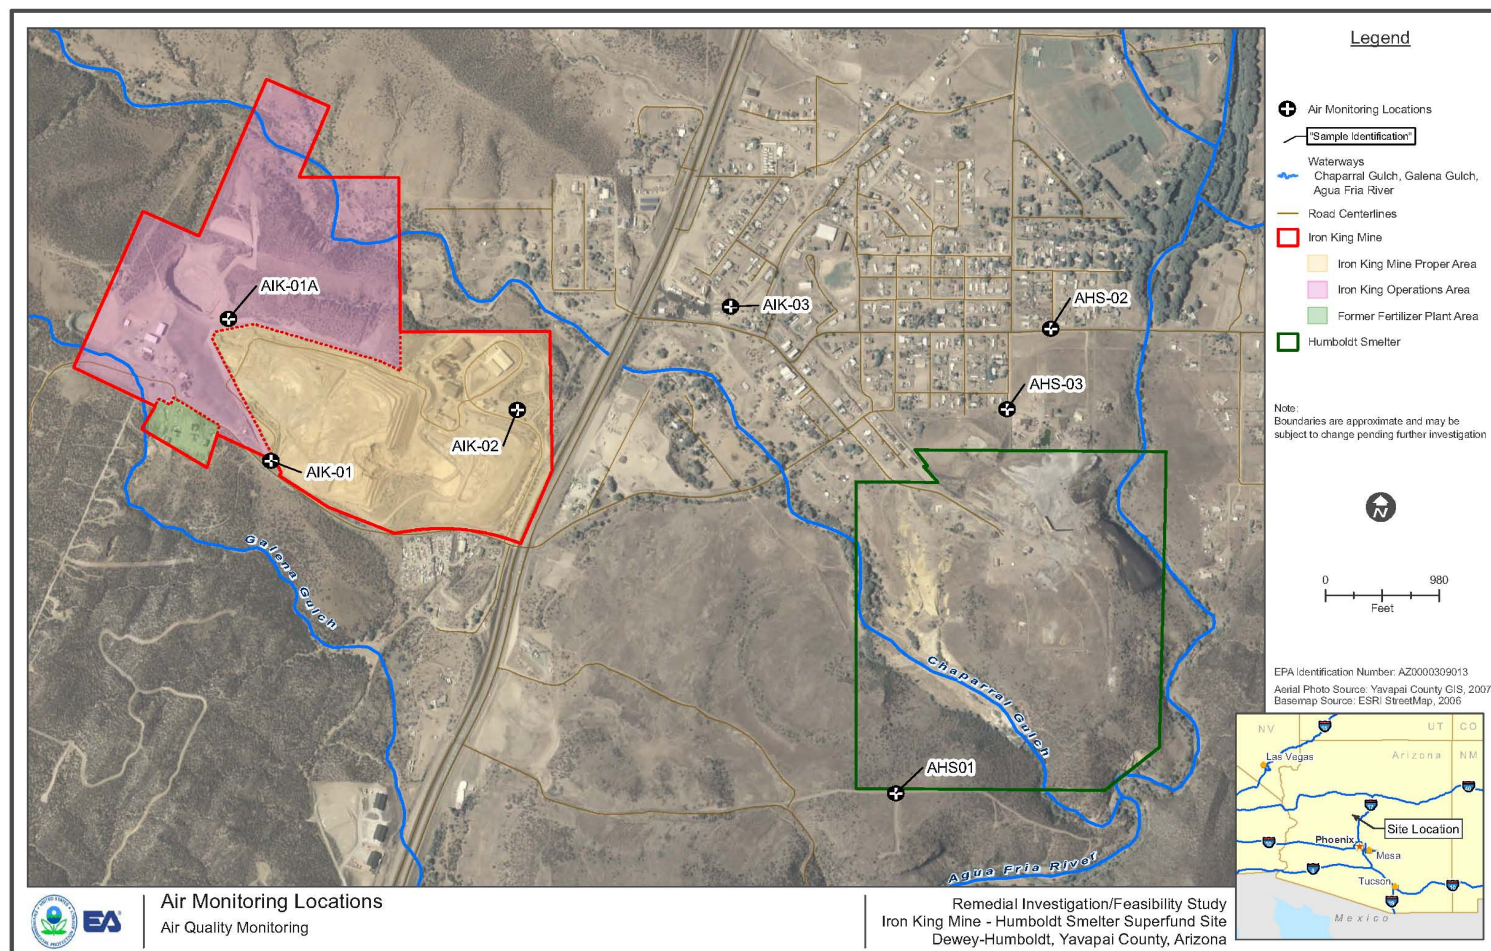 Legend
Air Monitoring Locations
"Sample Identification"
Waterways
Chaparral Gulch, Galena Gulch,
Agua Fria River
Road Centerlines
Iron King Mine
Iron King Mine Proper Area
Iron King Operations Area
Former Fertilizer Plant Area
Humboldt Smelter
Note:
Boundaries are approximate and may be
subject to change pending further investigation
N
0 980
Feet
EPA Identification Number: AZ0000309013
Aerial Photo Source: Yavapai County GIS, 2007
Basemap Source: ESRI StreetMap, 2006
AIK-01A
AIK-03
AHS-02
AHS-03
AIK-02
AIK-01
Galena Gulch
Chaparral Gulch
AHS01
Agua Fria River
NV
UT
CO
Las Vegas
Arizona
NM
Site Location
Phoenix
Mesa
Tucson
Mexico
EA
Air Monitoring Locations
Air Quality Monitoring
Remedial Investigation/Feasibility Study
Iron King Mine - Humboldt Smelter Superfund Site
Dewey-Humboldt, Yavapai County, Arizona